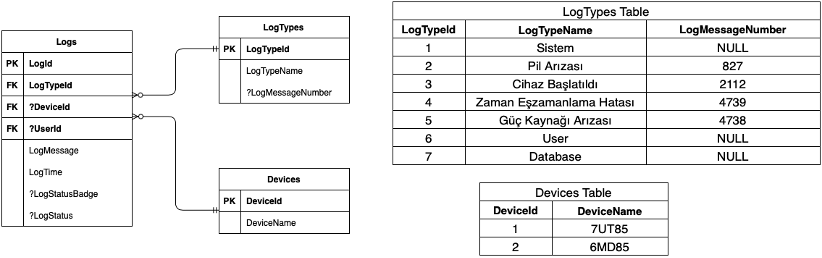 Logs
PK LogId
FK LogTypeId
FK ?DeviceId
FK ?UserId
LogMessage
LogTime
?LogStatusBadge
?LogStatus
LogTypes
PK LogTypeId
LogTypeName
?LogMessageNumber
Devices
PK DeviceId
DeviceName
LogTypes Table
LogTypeId LogTypeName LogMessageNumber
1 Sistem NULL
2 Pil Arızası 827
3 Cihaz Başlatıldı 2112
4 Zaman Eşzamanlama Hatası 4739
5 Güç Kaynağı Arızası 4738
6 User NULL
7 Database NULL
Devices Table
DeviceId DeviceName
1 7UT85
2 6MD85